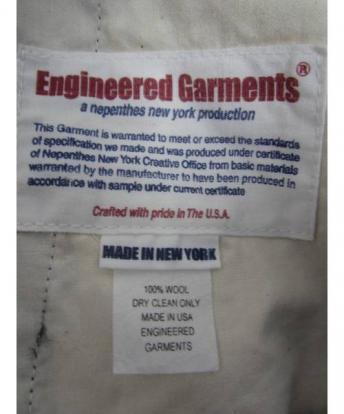 Engineered Garments®
a nepenthes new york production
This Garment is warranted to meet or exceed the standards
of specification we made and was produced under certificate
of Nepenthes New York Creative Office from basic materials
warranted by the manufacturer to have been produced in
accordance with sample under current certificate
Crafted with pride in The U.S.A.
MADE IN NEW YORK
100% WOOL
DRY CLEAN ONLY
MADE IN USA
ENGINEERED
GARMENTS